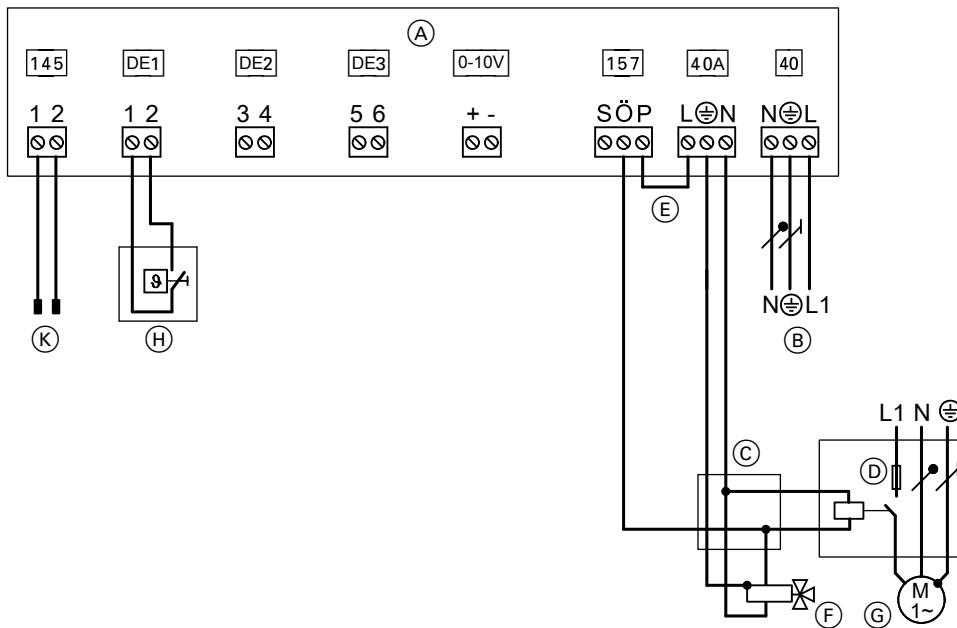 A
145 DE1 DE2 DE3 0-10V 157 40A 40
1 2 1 2 3 4 5 6 + - S Ö P L ⏚ N N ⏚ L
E
N ⏚ L1
K H B
L1 N ⏚
C D
ϑ
M
1~
F G